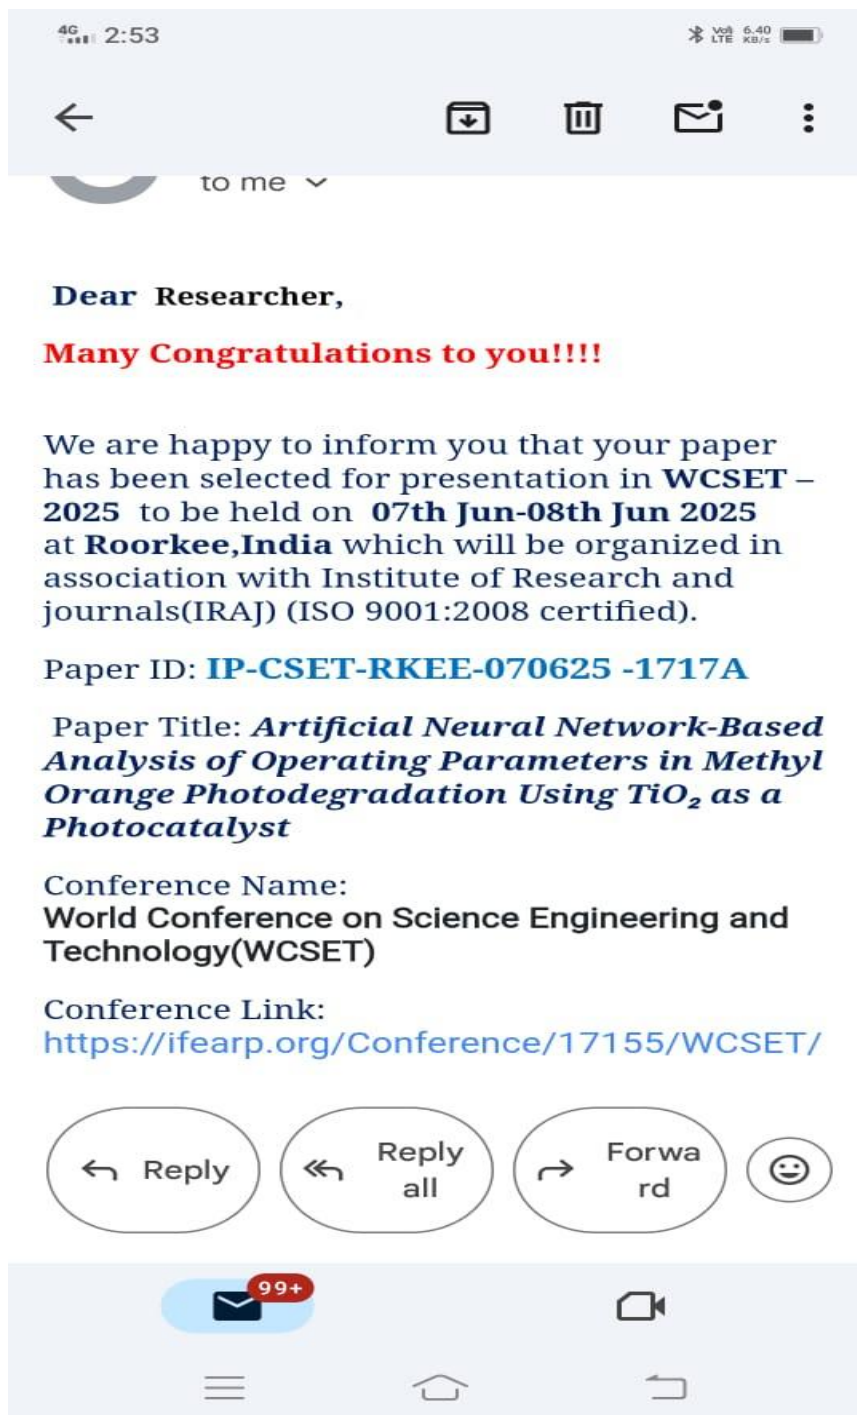 4G 2:53 Vo) LTE 6.40 KB/s
to me
Dear Researcher,
Many Congratulations to you!!!!
We are happy to inform you that your paper
has been selected for presentation in WCSET –
2025 to be held on 07th Jun-08th Jun 2025
at Roorkee,India which will be organized in
association with Institute of Research and
journals(IRAJ) (ISO 9001:2008 certified).
Paper ID: IP-CSET-RKEE-070625 -1717A
Paper Title: Artificial Neural Network-Based
Analysis of Operating Parameters in Methyl
Orange Photodegradation Using TiO₂ as a
Photocatalyst
Conference Name:
World Conference on Science Engineering and
Technology(WCSET)
Conference Link:
https://ifearp.org/Conference/17155/WCSET/
Reply
Reply
all
Forwa
rd
99+